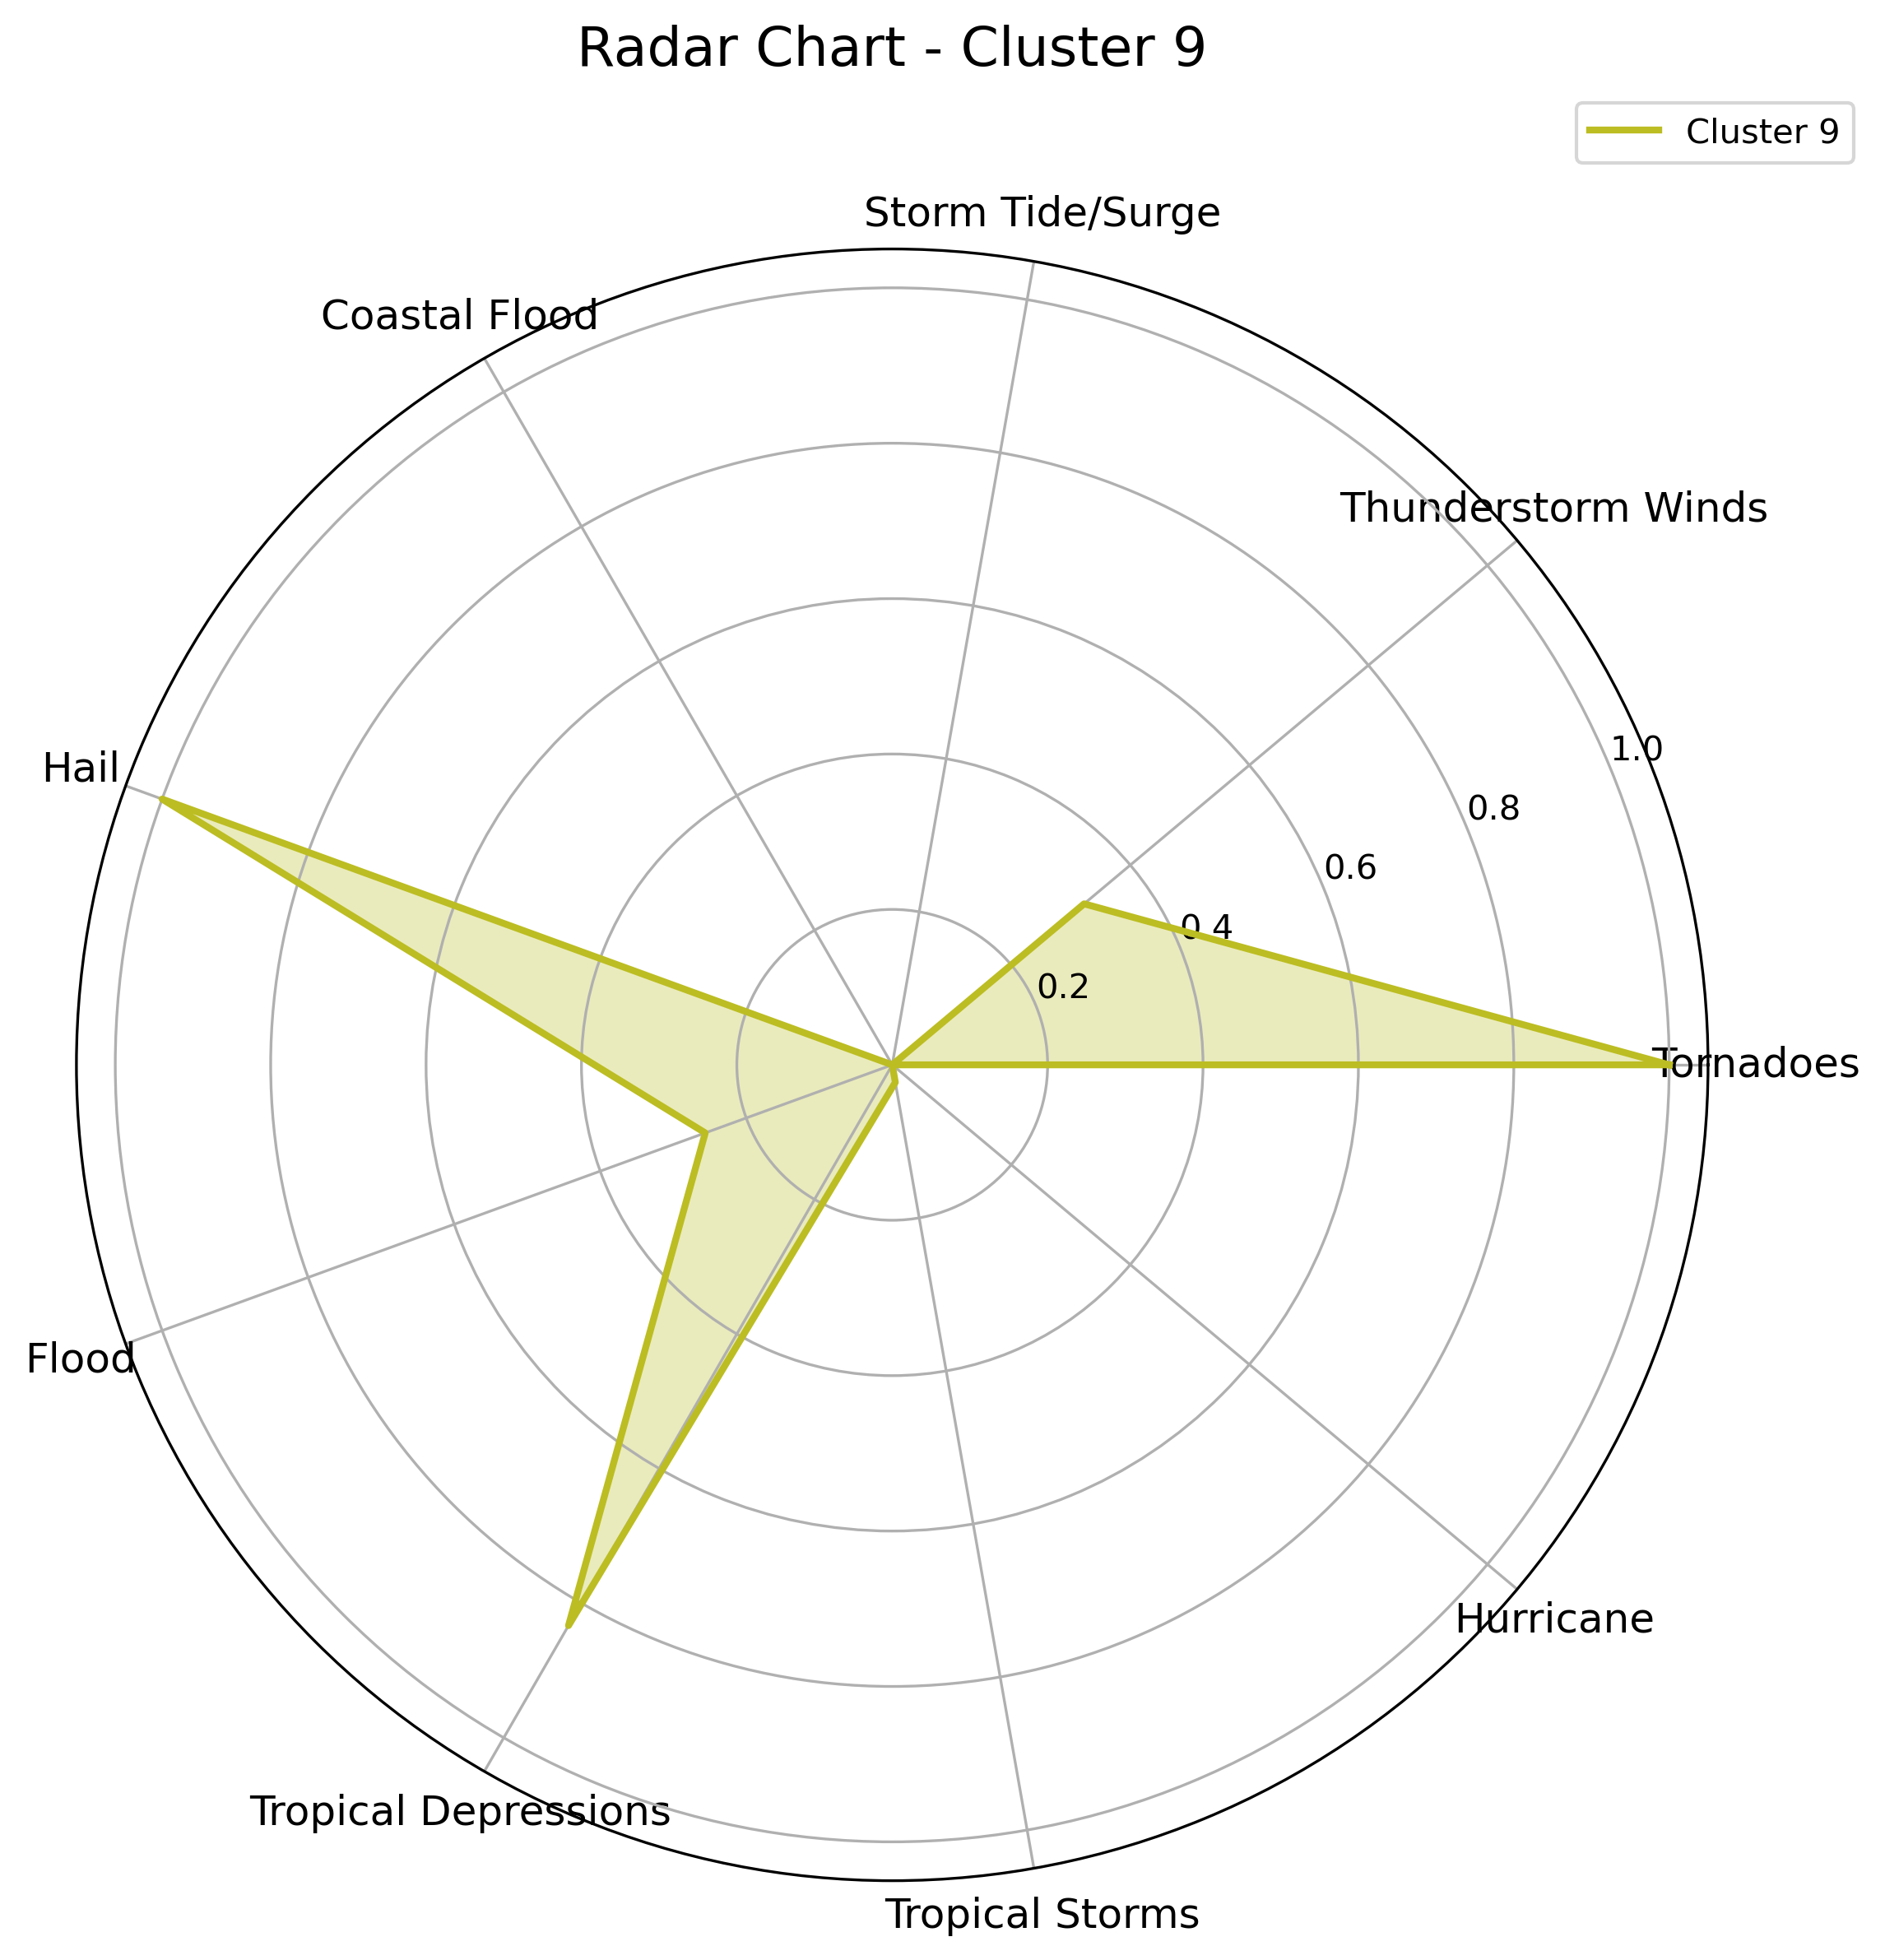 Radar Chart - Cluster 9
Cluster 9
Storm Tide/Surge
Coastal Flood
Thunderstorm Winds
Hail
1.0
0.8
0.6
0.4
0.2
Tornadoes
Flood
Hurricane
Tropical Depressions
Tropical Storms